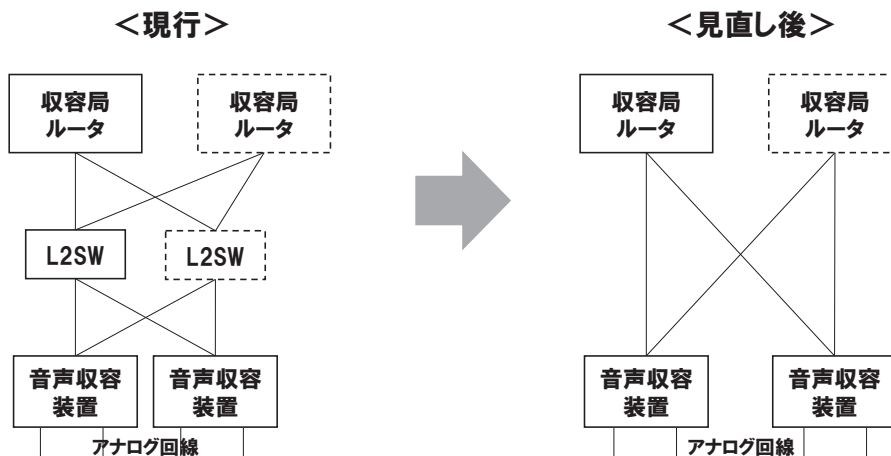 ＜現行＞
＜見直し後＞
収容局
ルータ
収容局
ルータ
収容局
ルータ
収容局
ルータ
L2SW
L2SW
音声収容
装置
音声収容
装置
音声収容
装置
音声収容
装置
アナログ回線
アナログ回線